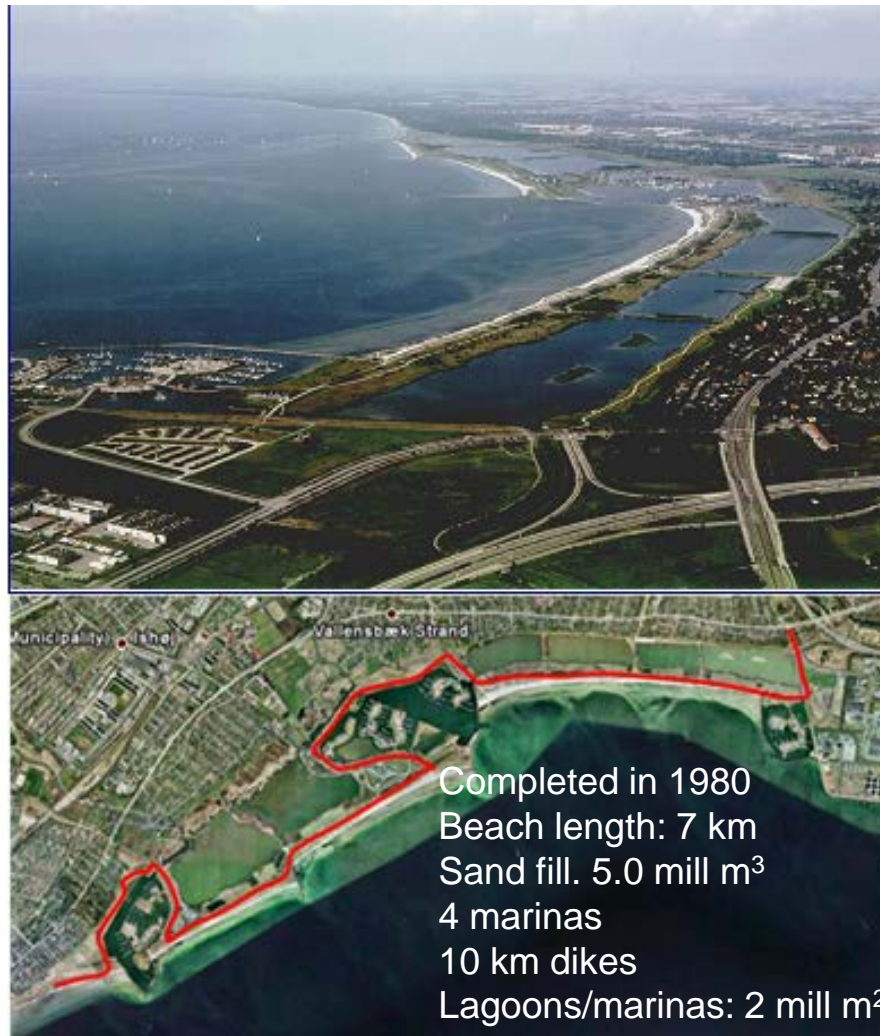 Municipality) Ishøj
Vallensbæk Strand
Completed in 1980
Beach length: 7 km
Sand fill. 5.0 mill m³
4 marinas
10 km dikes
Lagoons/marinas: 2 mill m²